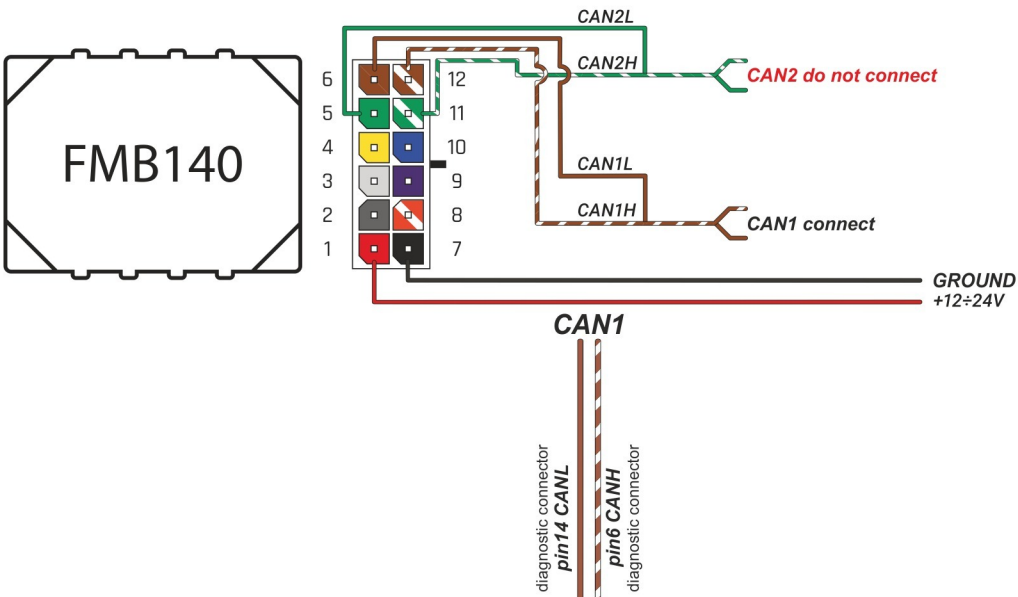 CAN2L
CAN2H
CAN2 do not connect
FMB140
6
12
5
11
4
10
3
9
2
8
1
7
CAN1L
CAN1H
CAN1 connect
GROUND
+12÷24V
CAN1
diagnostic connector
pin14 CANL
pin6 CANH
diagnostic connector